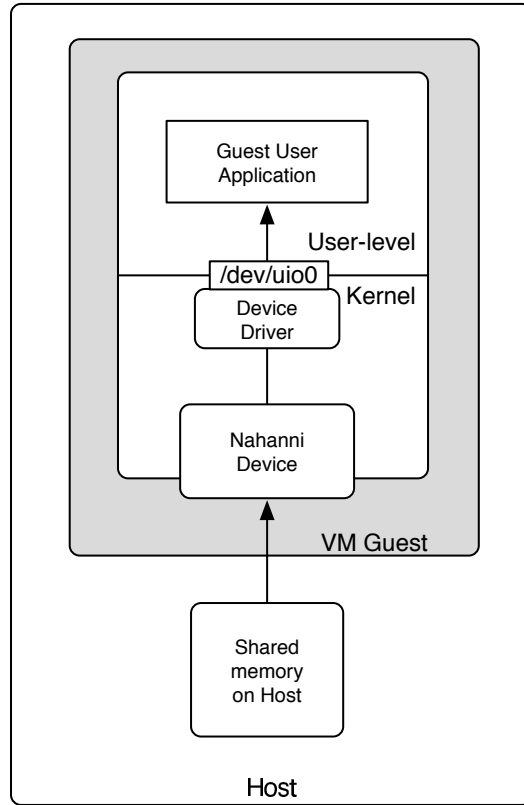 Guest User
Application
User-level
/dev/uio0
Kernel
Device
Driver
Nahanni
Device
VM Guest
Shared
memory
on Host
Host